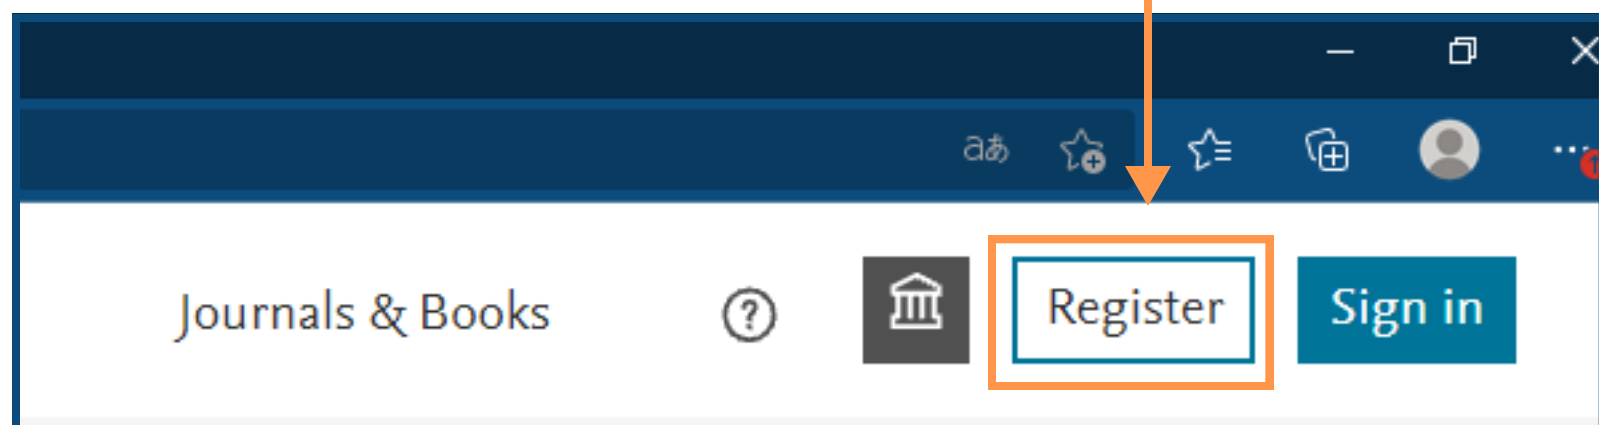 aあ
Journals & Books
?
Register
Sign in